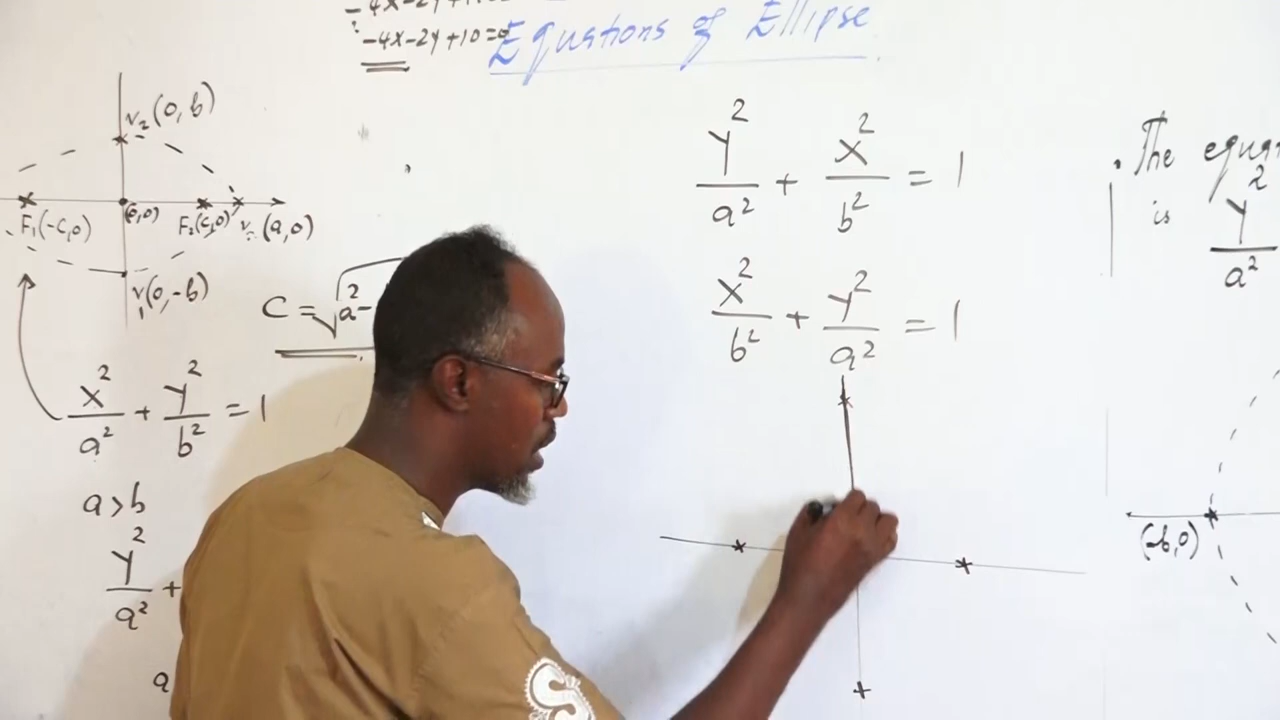 -4x-2y+10=0
Equations of Ellipse
V₂(0,b)
(0,0)
F₁(-c,0)
F₂(c,0)
V (a,0)
V₁(0,-b)
C = √a²-
x²/a² + y²/b² = 1
a>b
y²/a² +
a
y²/a² + x²/b² = 1
x²/b² + y²/a² = 1
. The equa
is y²/a²
(-b,0)